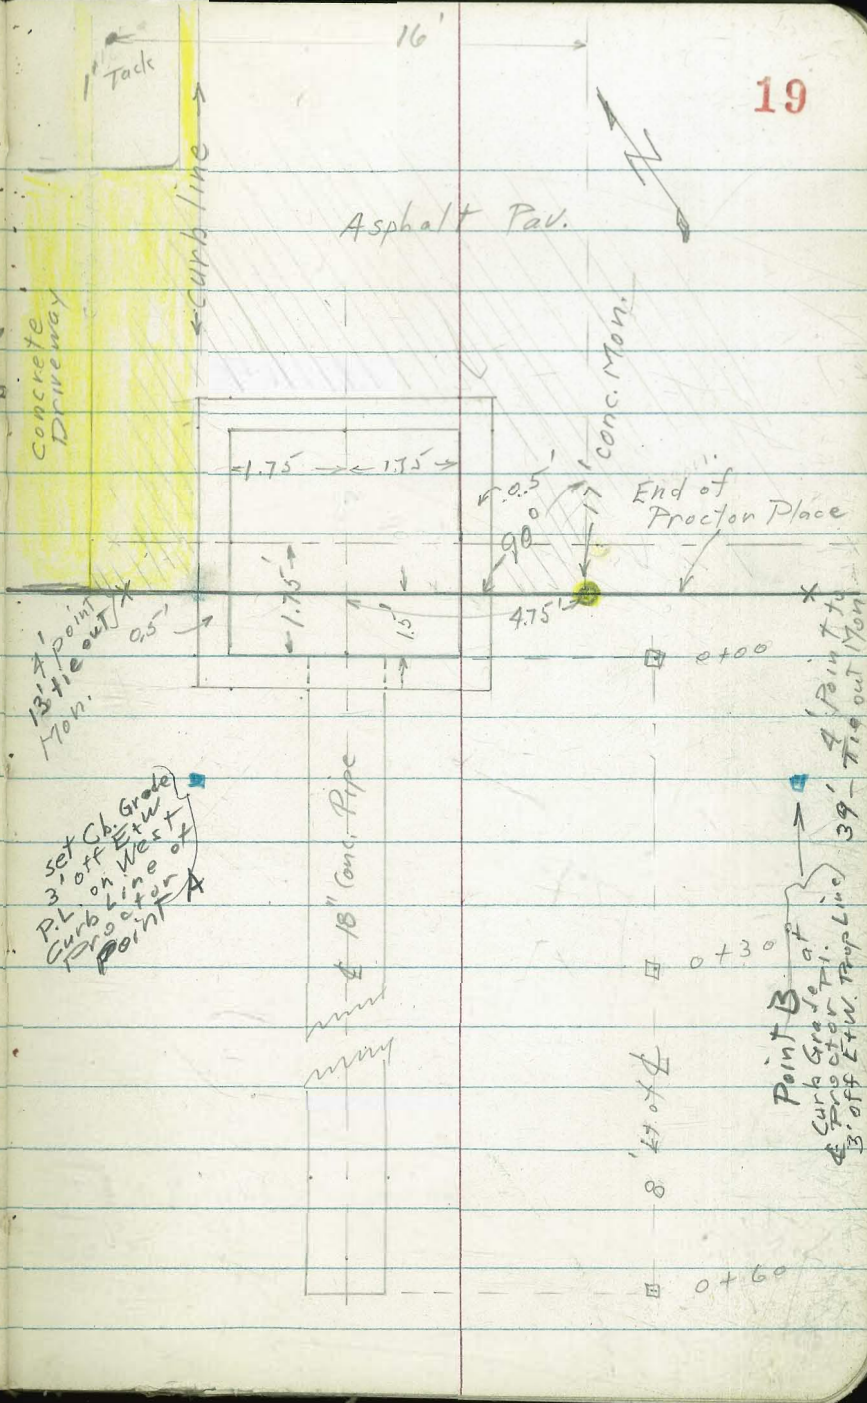 16'
1" Tack
19
← Curb line →
Asphalt Pav.
Concrete
Driveway
17' Conc. Mon.
1.75' 1.75'
0.5'
90°
End of
Proctor Place
1.75'
1.5'
4.75'
0.5'
13' 4' point
tie out
Mon.
0+00
4' Point to
39' Tie out Mon.
set Cb. Grade
3' off E+W
P.L. on West
Curb Line of
Proctor
Point A
℄ 18" Conc. Pipe
0+30
Point B
Curb Grade at
℄ Proctor Pl.
3' off E+W. Prop Line
8' Lt of ℄
0+60